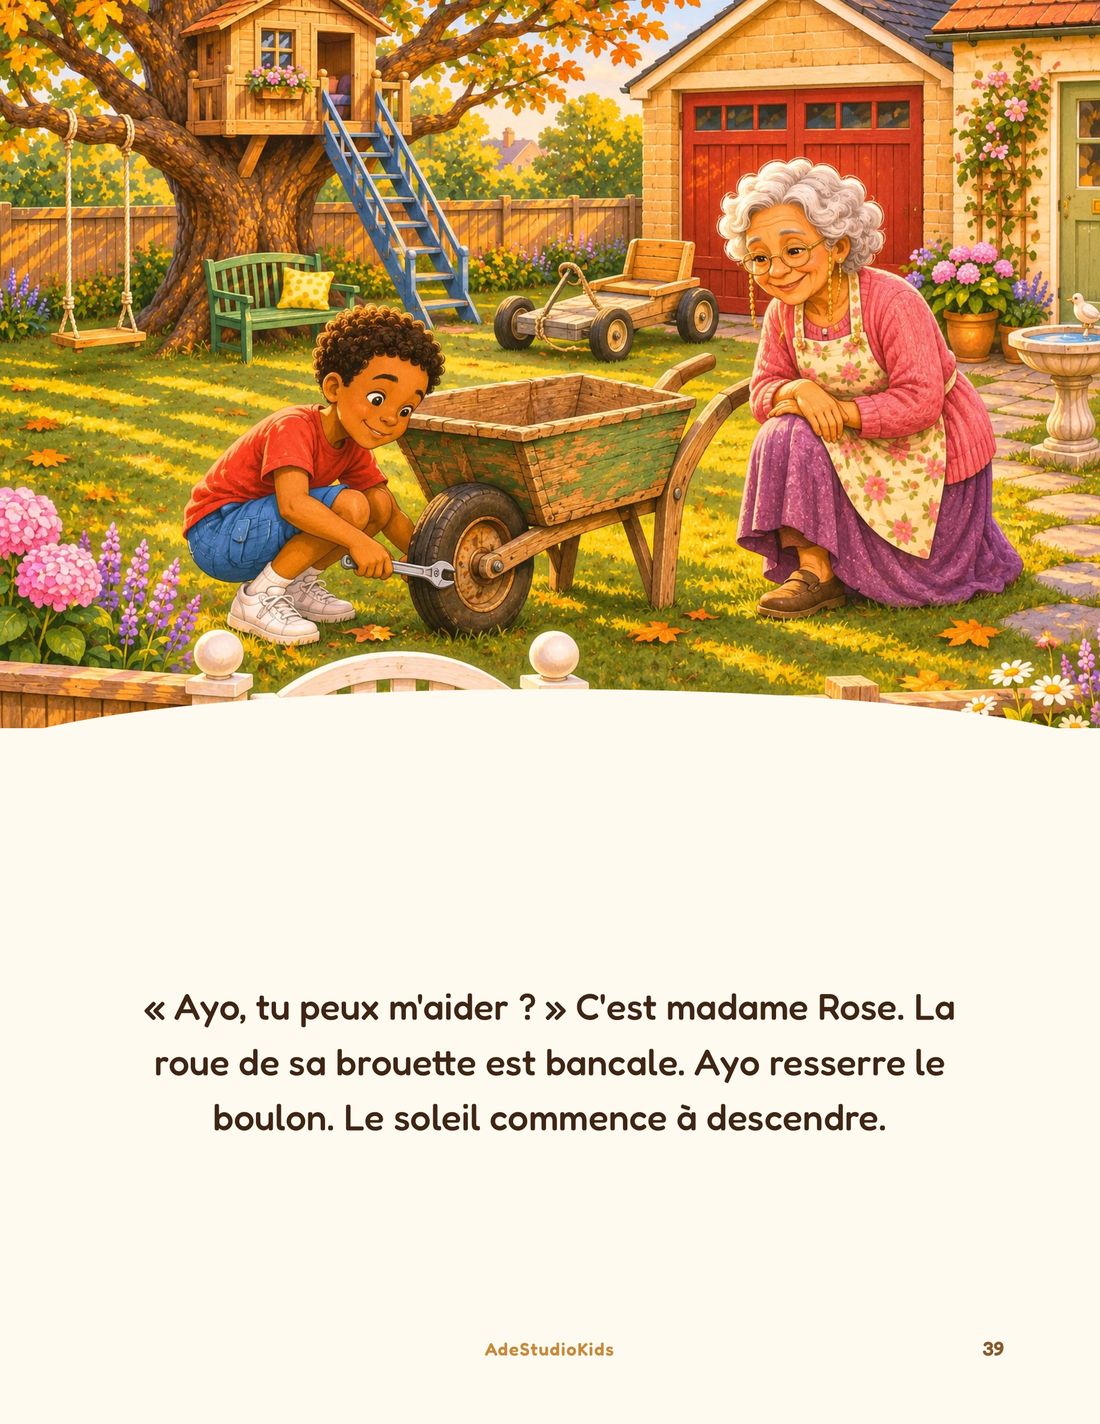 « Ayo, tu peux m'aider ? » C'est madame Rose. La
roue de sa brouette est bancale. Ayo resserre le
boulon. Le soleil commence à descendre.
AdeStudioKids
39